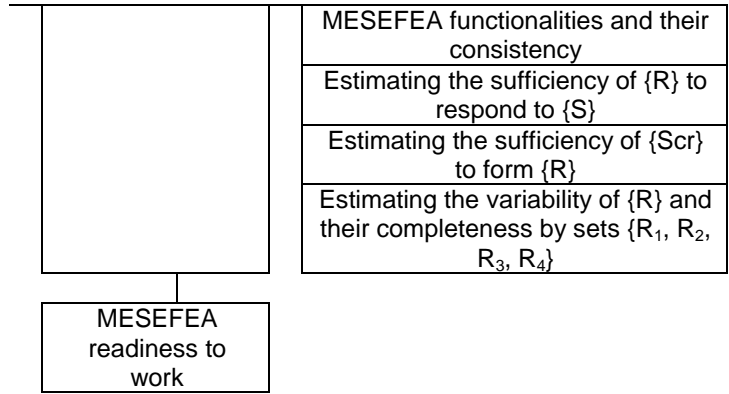 MESEFEA functionalities and their
consistency
Estimating the sufficiency of {R} to
respond to {S}
Estimating the sufficiency of {Scr}
to form {R}
Estimating the variability of {R} and
their completeness by sets {R₁, R₂,
R₃, R₄}
MESEFEA
readiness to
work